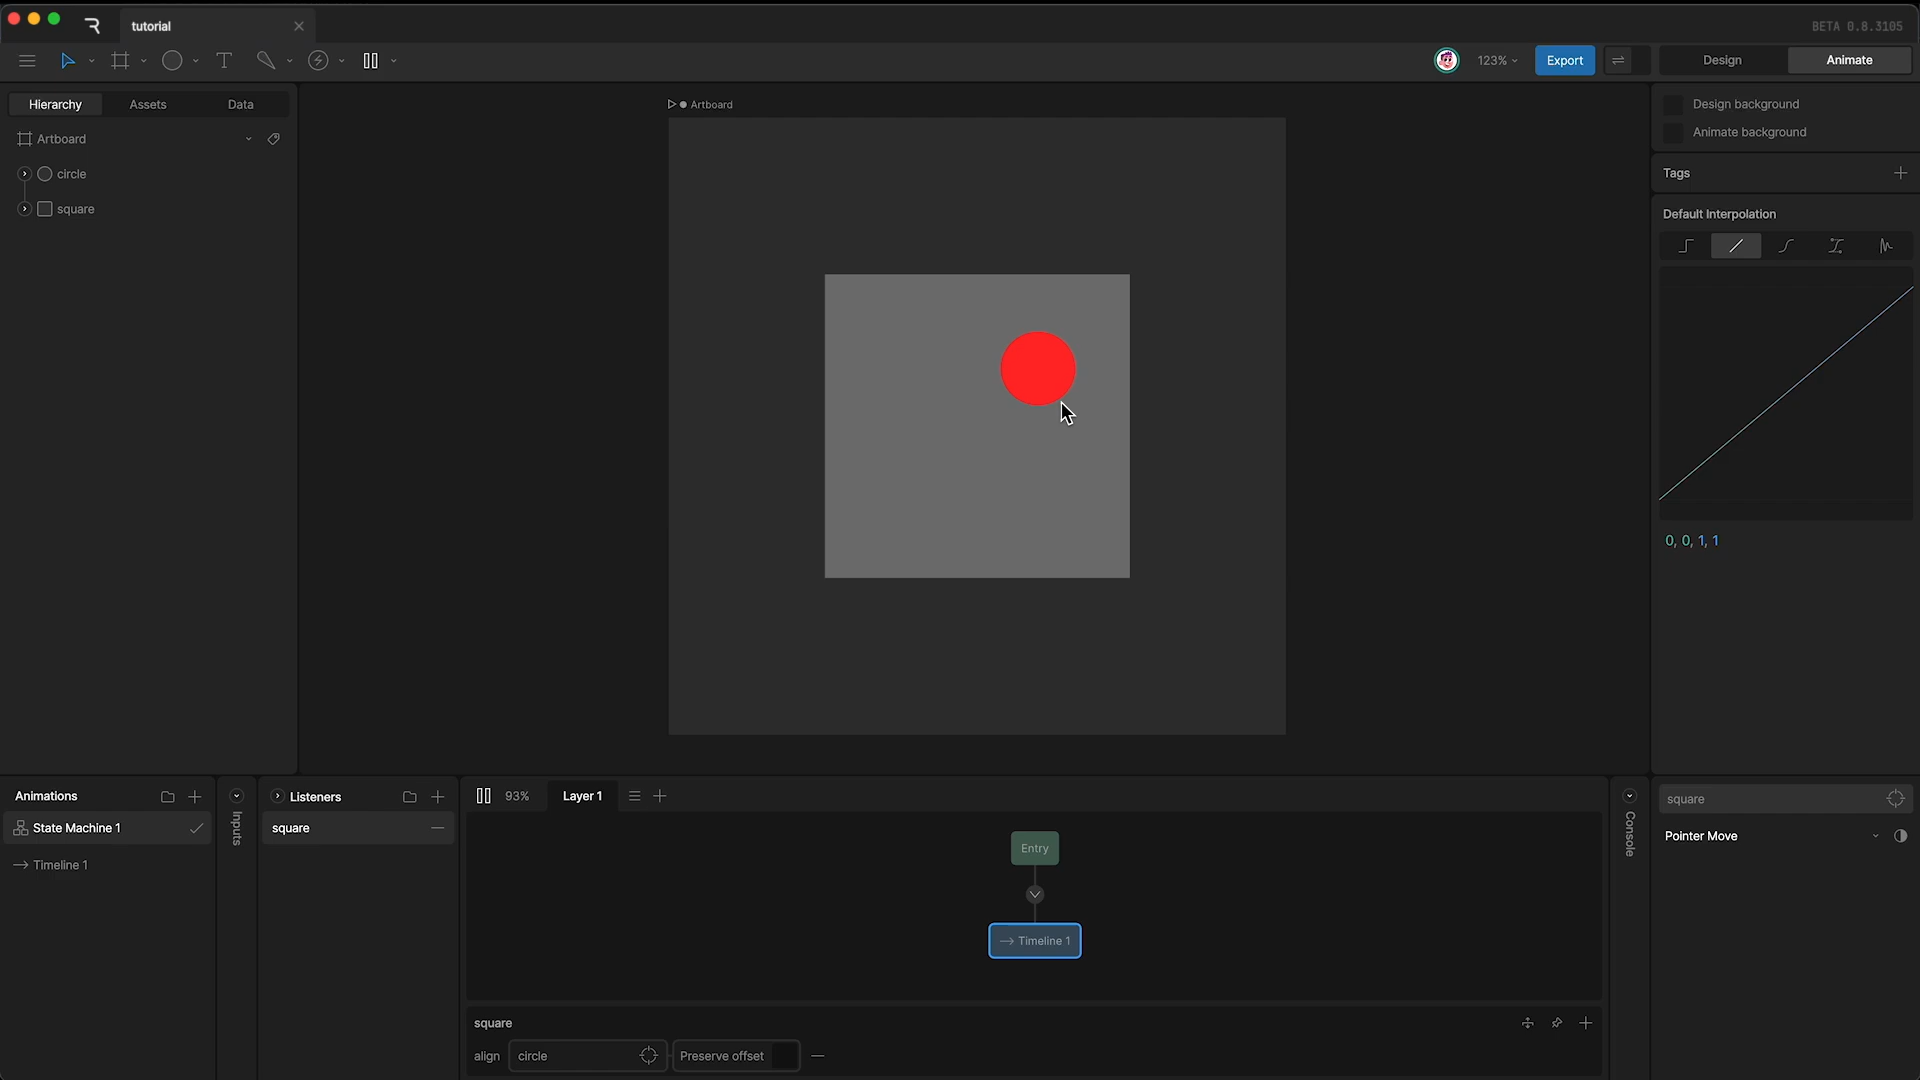 tutorial
BETA 0.8.3105
123%
Export
Design
Animate
Hierarchy
Assets
Data
Artboard
circle
square
Artboard
Design background
Animate background
Tags
Default Interpolation
0, 0, 1, 1
Animations
State Machine 1
Timeline 1
Inputs
Listeners
square
93%
Layer 1
Entry
Timeline 1
square
align
circle
Preserve offset
Console
square
Pointer Move